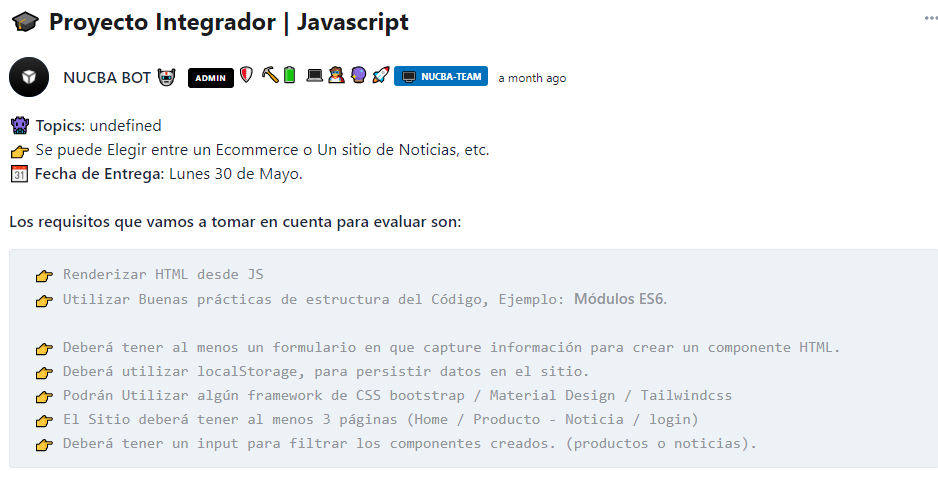 Proyecto Integrador | Javascript
NUCBA BOT ADMIN NUCBA-TEAM a month ago
Topics: undefined
Se puede Elegir entre un Ecommerce o Un sitio de Noticias, etc.
31 Fecha de Entrega: Lunes 30 de Mayo.
Los requisitos que vamos a tomar en cuenta para evaluar son:
Renderizar HTML desde JS
Utilizar Buenas prácticas de estructura del Código, Ejemplo: Módulos ES6.
Deberá tener al menos un formulario en que capture información para crear un componente HTML.
Deberá utilizar localStorage, para persistir datos en el sitio.
Podrán Utilizar algún framework de CSS bootstrap / Material Design / Tailwindcss
El Sitio deberá tener al menos 3 páginas (Home / Producto - Noticia / login)
Deberá tener un input para filtrar los componentes creados. (productos o noticias).